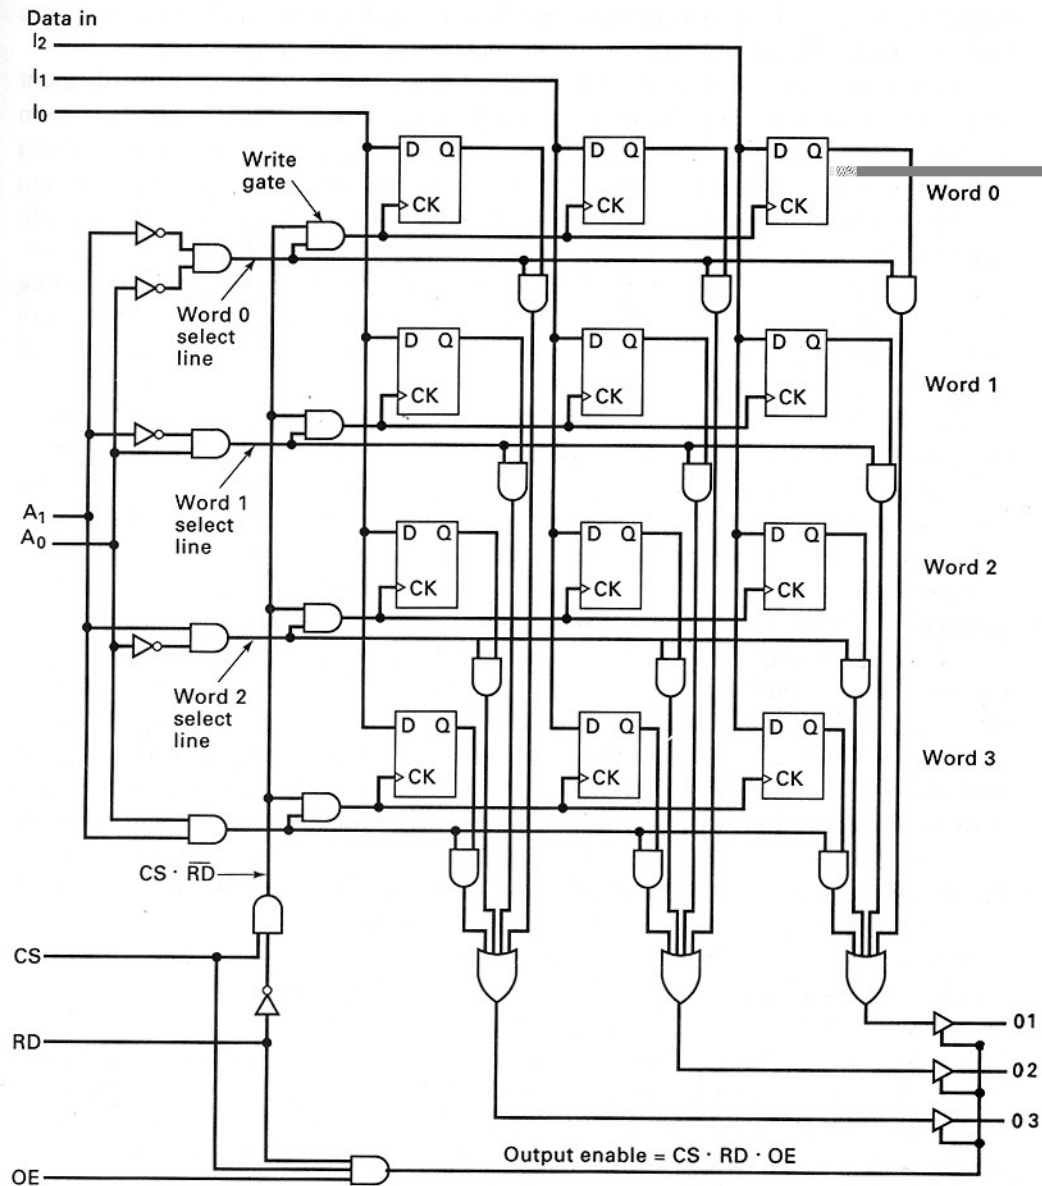 Data in
I2
I1
I0
Write
gate
D Q
CK
D Q
CK
D Q
CK
Word 0
Word 0
select
line
D Q
CK
D Q
CK
D Q
CK
Word 1
Word 1
select
line
A1
A0
D Q
CK
D Q
CK
D Q
CK
Word 2
Word 2
select
line
D Q
CK
D Q
CK
D Q
CK
Word 3
CS · R̅D̅
CS
RD
01
02
03
Output enable = CS · RD · OE
OE